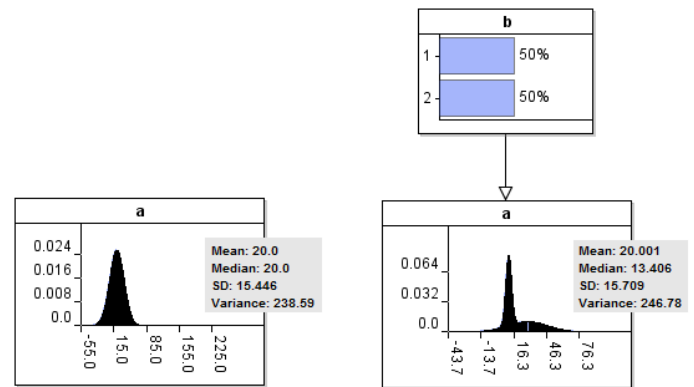 b
1
50%
2
50%
a
0.024
0.016
0.008
0.0
-55.0
15.0
85.0
155.0
225.0
Mean: 20.0
Median: 20.0
SD: 15.446
Variance: 238.59
a
0.064
0.032
0.0
-43.7
-13.7
16.3
46.3
76.3
Mean: 20.001
Median: 13.406
SD: 15.709
Variance: 246.78